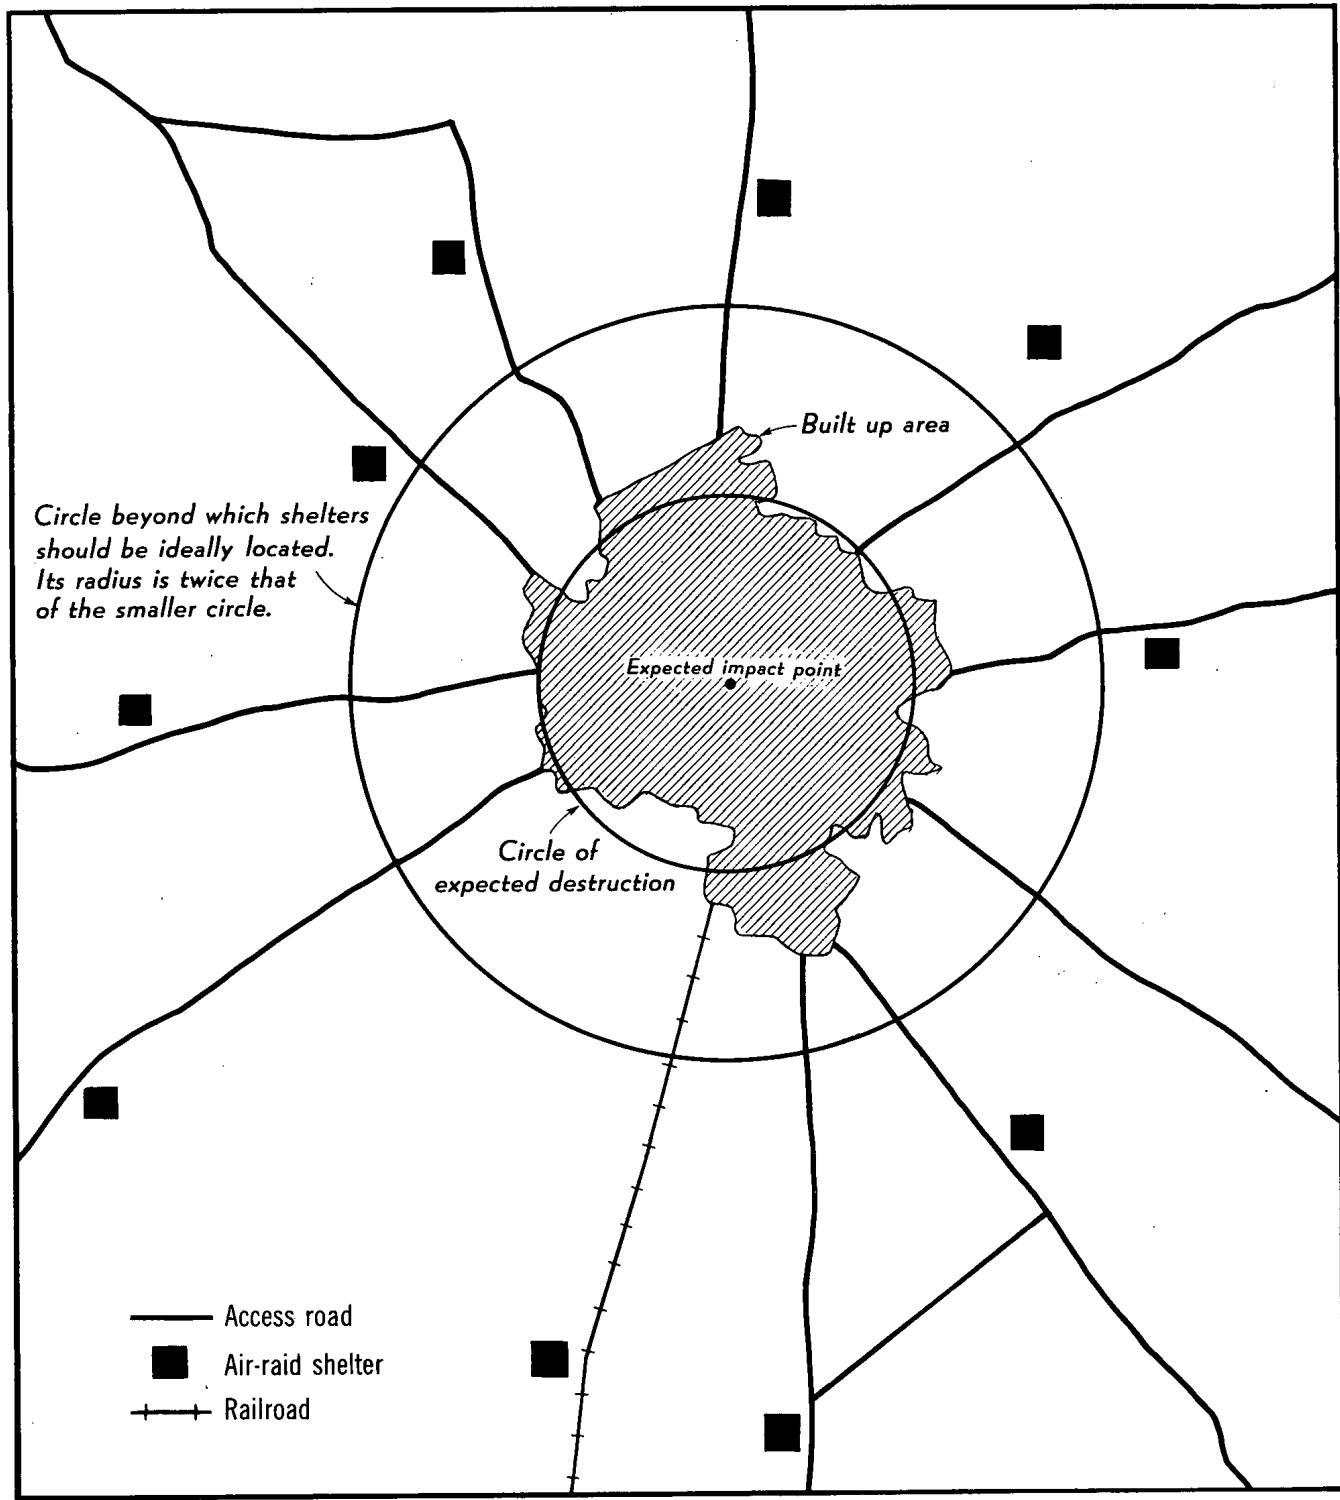 Built up area
Circle beyond which shelters
should be ideally located.
Its radius is twice that
of the smaller circle.
Expected impact point
Circle of
expected destruction
Access road
Air-raid shelter
Railroad